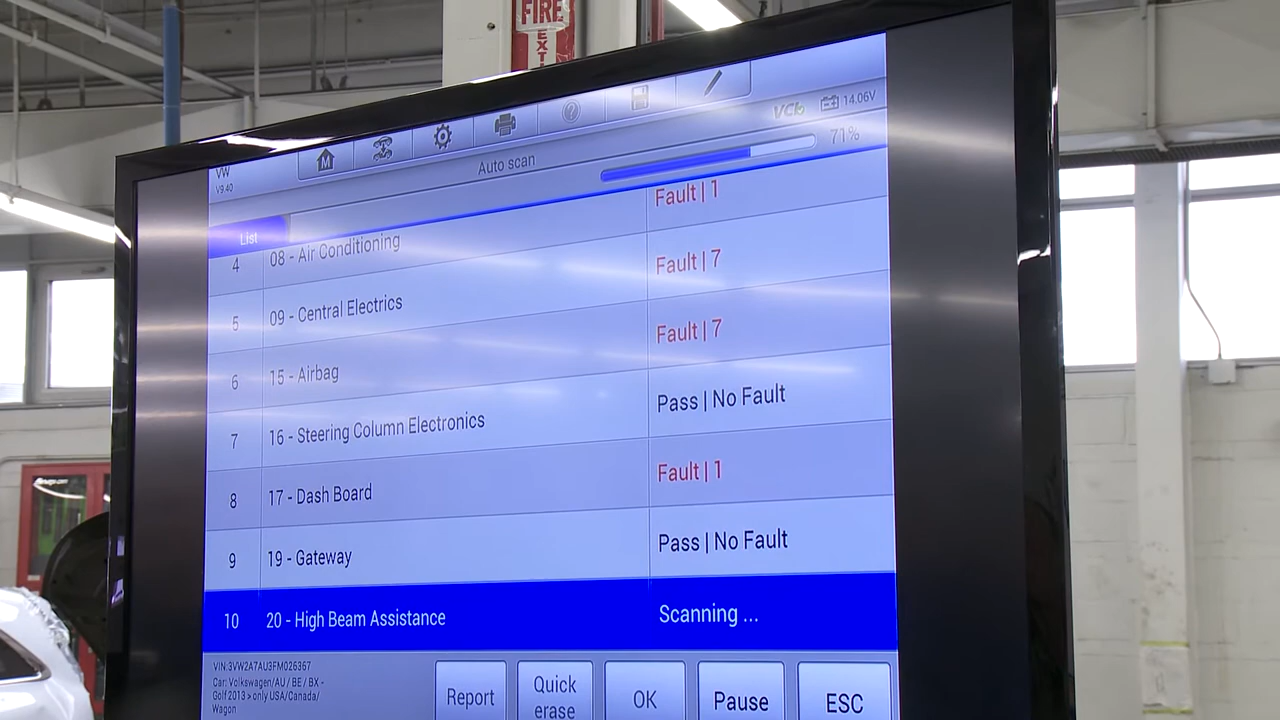 FIRE
EXT
VW
V9.40
VCI
14.06V
Auto scan
71%
List
Fault | 1
4 08 - Air Conditioning Fault | 7
5 09 - Central Electrics Fault | 7
6 15 - Airbag Pass | No Fault
7 16 - Steering Column Electronics Fault | 1
8 17 - Dash Board Pass | No Fault
9 19 - Gateway
10 20 - High Beam Assistance Scanning ...
VIN:3VW2A7AU3FM026367
Car: Volkswagen/AU / BE / BX -
Golf 2013 > only USA/Canada/
Wagon
Report
Quick
erase
OK
Pause
ESC